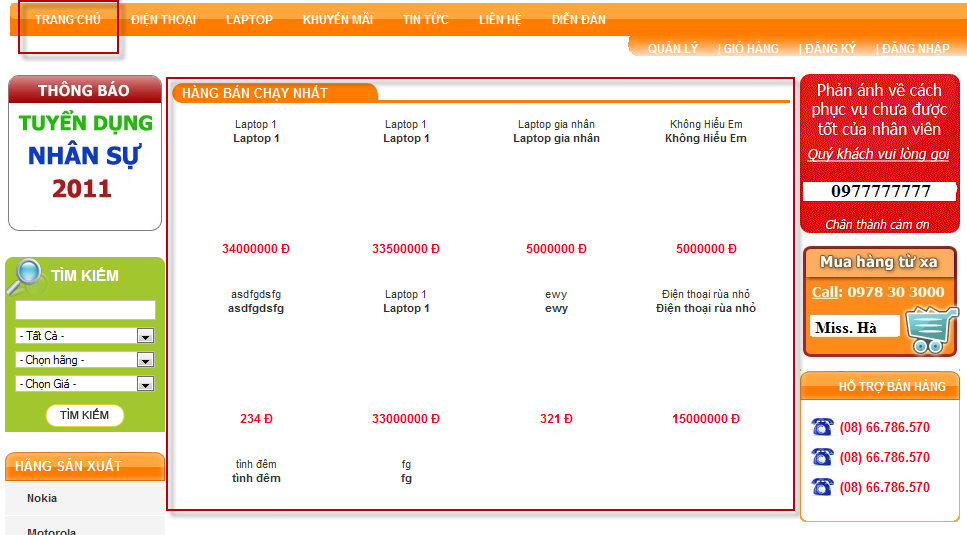 TRANG CHỦ ĐIỆN THOẠI LAPTOP KHUYẾN MÃI TIN TỨC LIÊN HỆ DIỄN ĐÀN
QUẢN LÝ | GIỎ HÀNG | ĐĂNG KÝ | ĐĂNG NHẬP
THÔNG BÁO
TUYỂN DỤNG
NHÂN SỰ
2011
TÌM KIẾM
- Tất Cả -
- Chọn hãng -
- Chọn Giá -
TÌM KIẾM
HÃNG SẢN XUẤT
Nokia
Motorola
HÀNG BÁN CHẠY NHẤT
Laptop 1 Laptop 1 Laptop gia nhân Không Hiểu Em
Laptop 1 Laptop 1 Laptop gia nhân Không Hiểu Em
34000000 Đ 33500000 Đ 5000000 Đ 5000000 Đ
asdfgdsfg Laptop 1 ewy Điện thoại rùa nhỏ
asdfgdsfg Laptop 1 ewy Điện thoại rùa nhỏ
234 Đ 33000000 Đ 321 Đ 15000000 Đ
tình đêm fg
tình đêm fg
Phản ánh về cách
phục vụ chưa được
tốt của nhân viên
Quý khách vui lòng gọi
0977777777
Chân thành cảm ơn
Mua hàng từ xa
Call: 0978 30 3000
Miss. Hà
HỖ TRỢ BÁN HÀNG
(08) 66.786.570
(08) 66.786.570
(08) 66.786.570